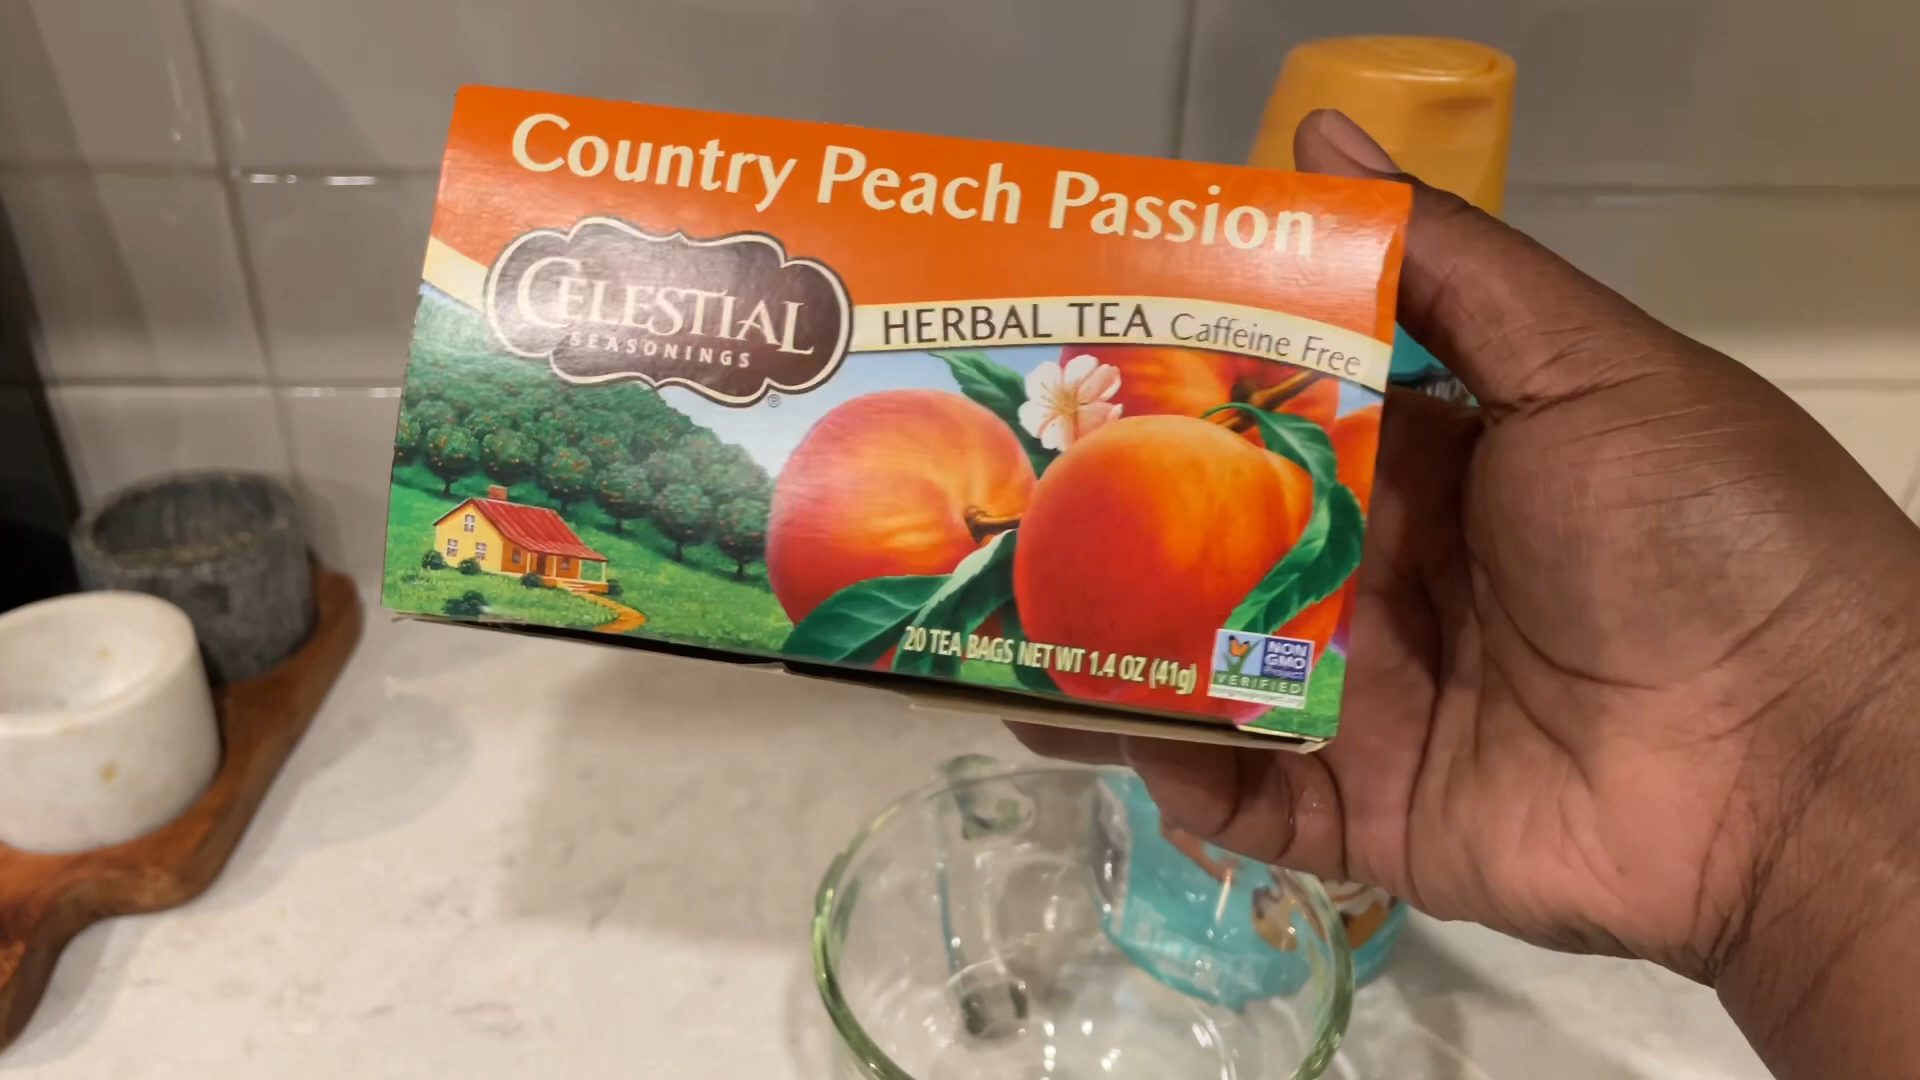 Country Peach Passion
CELESTIAL
SEASONINGS
®
HERBAL TEA Caffeine Free
20 TEA BAGS NET WT 1.4 OZ (41g)
NON
GMO
Project
VERIFIED